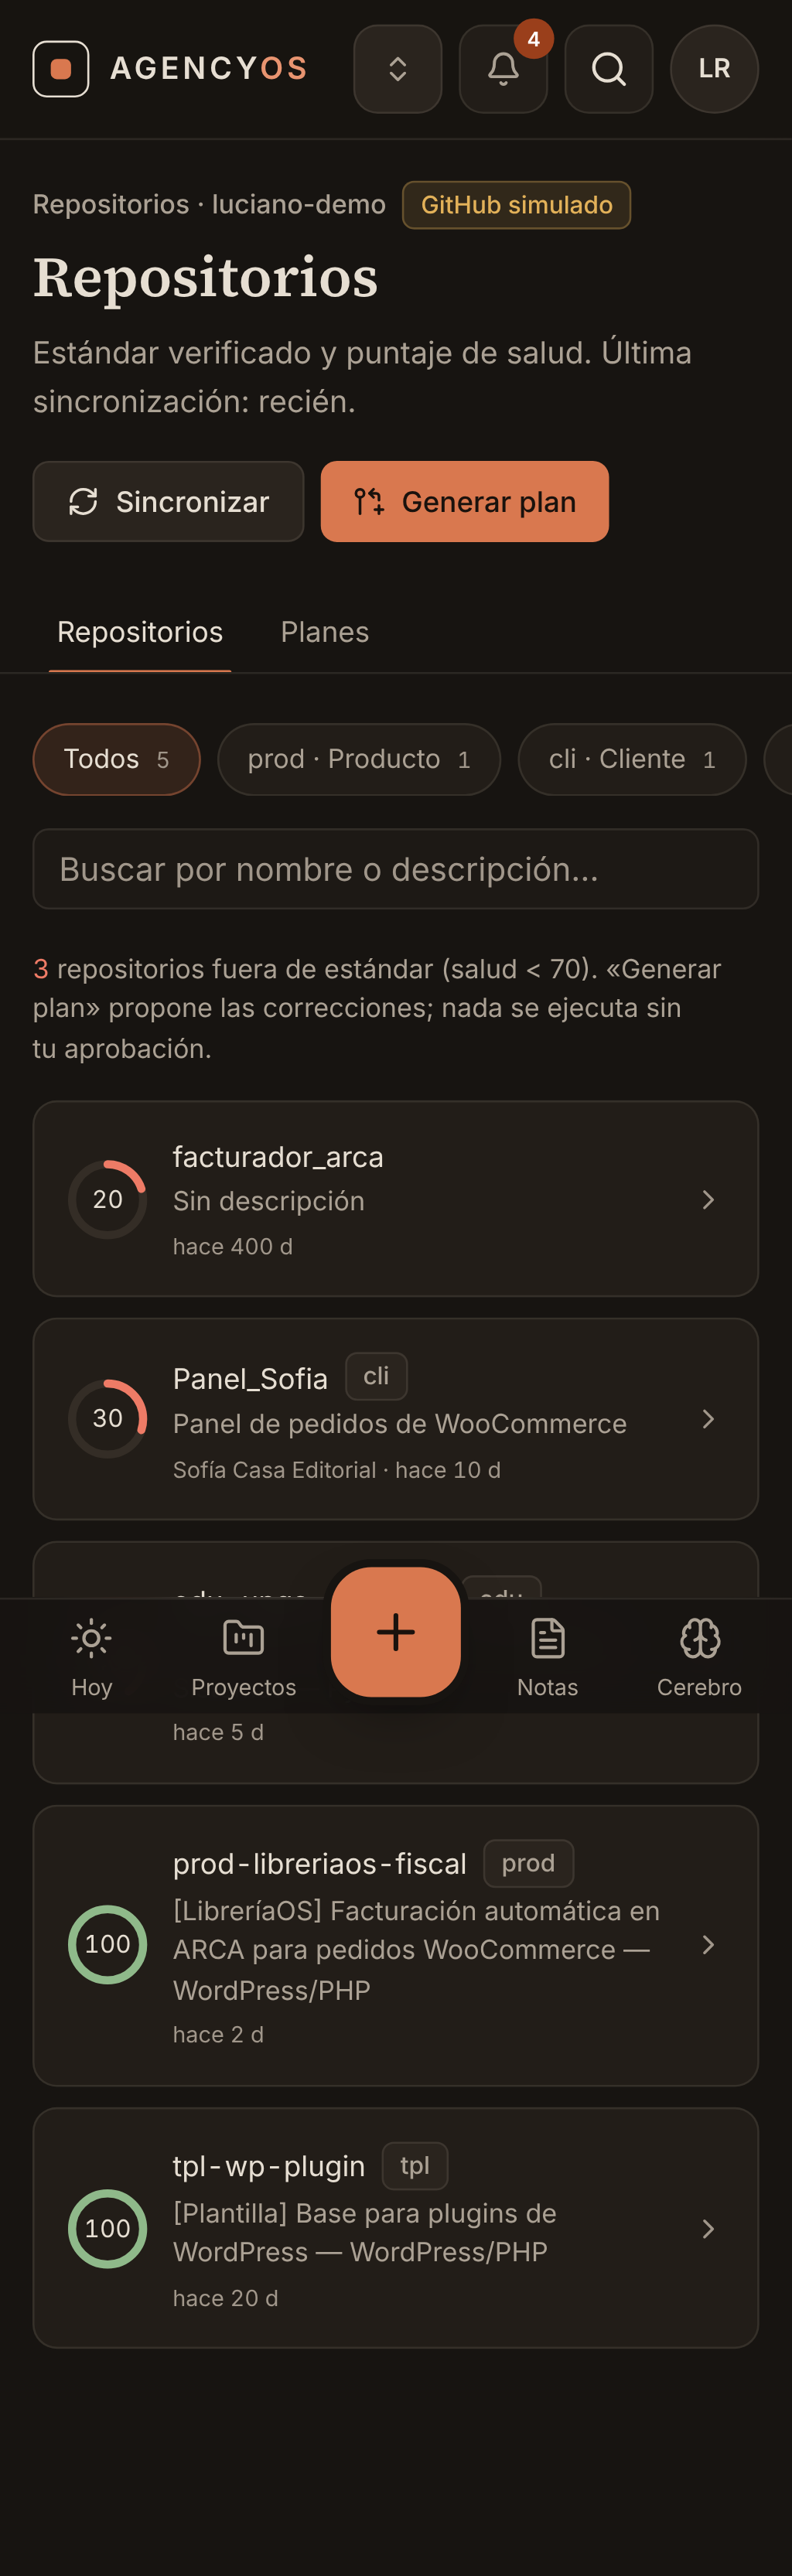 AGENCYOS
4
LR
Repositorios · luciano-demo
GitHub simulado
Repositorios
Estándar verificado y puntaje de salud. Última
sincronización: recién.
Sincronizar
Generar plan
Repositorios
Planes
Todos 5
prod · Producto 1
cli · Cliente 1
Buscar por nombre o descripción...
3 repositorios fuera de estándar (salud < 70). «Generar
plan» propone las correcciones; nada se ejecuta sin
tu aprobación.
20
facturador_arca
Sin descripción
hace 400 d
30
Panel_Sofia
cli
Panel de pedidos de WooCommerce
Sofía Casa Editorial · hace 10 d
edu
Hoy
Proyectos
Notas
Cerebro
hace 5 d
100
prod-libreriaos-fiscal
prod
[LibreríaOS] Facturación automática en
ARCA para pedidos WooCommerce —
WordPress/PHP
hace 2 d
100
tpl-wp-plugin
tpl
[Plantilla] Base para plugins de
WordPress — WordPress/PHP
hace 20 d